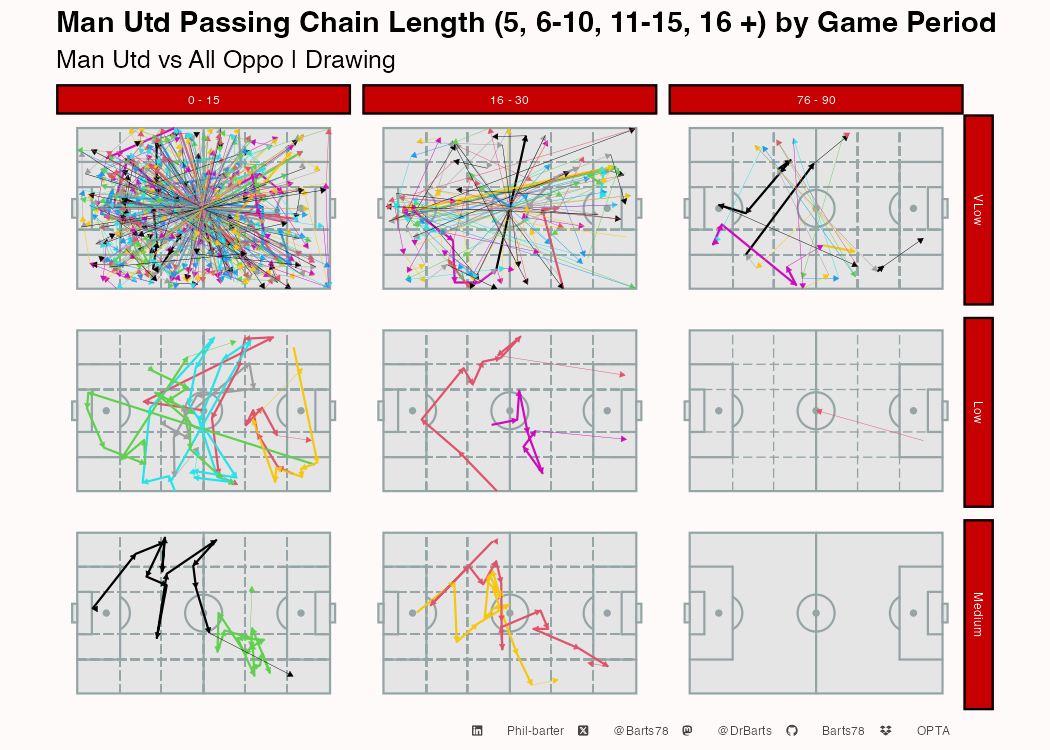 Man Utd Passing Chain Length (5, 6-10, 11-15, 16 +) by Game Period
Man Utd vs All Oppo | Drawing
0 - 15
16 - 30
76 - 90
VLow
Low
Medium
Phil-barter @Barts78 @DrBarts Barts78 OPTA